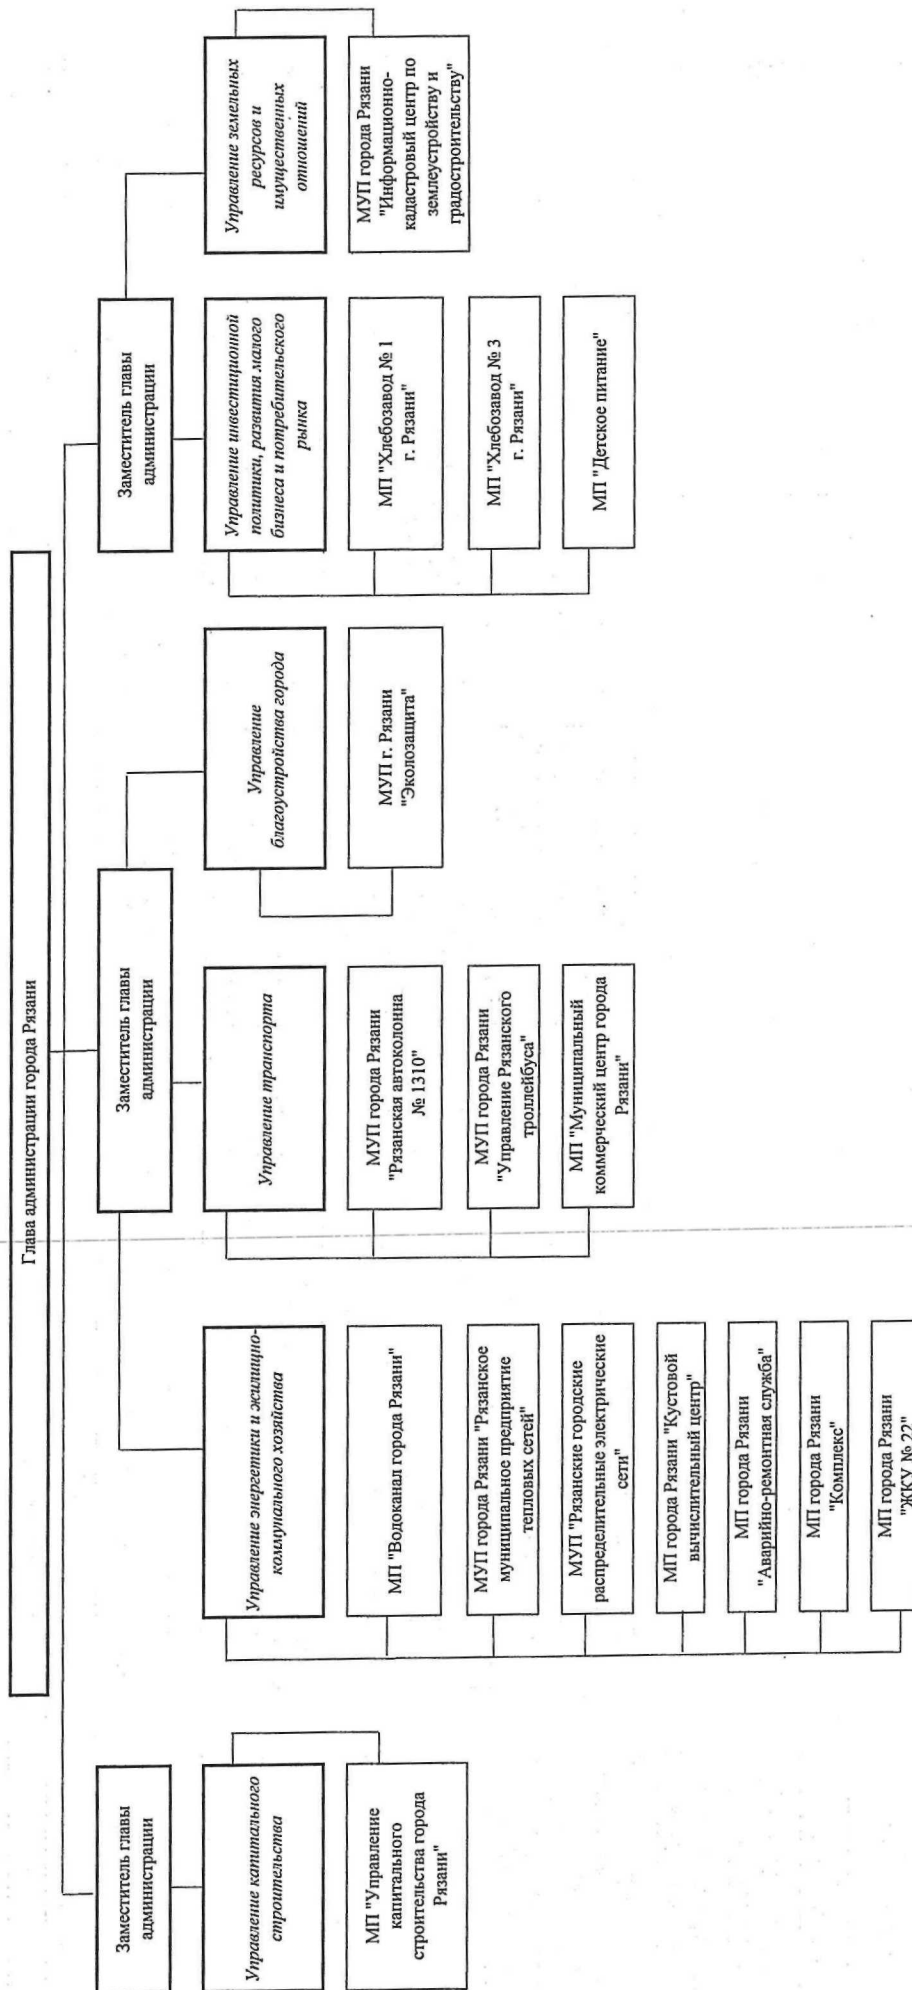 Глава администрации города Рязани
Заместитель главы
администрации
Управление капитального
строительства
МП "Управление
капитального
строительства города
Рязани"
Заместитель главы
администрации
Управление энергетики и жилищно-
коммунального хозяйства
МП "Водоканал города Рязани"
МУП города Рязани "Рязанское
муниципальное предприятие
тепловых сетей"
МУП "Рязанские городские
распределительные электрические
сети"
МП города Рязани "Кустовой
вычислительный центр"
МП города Рязани
"Аварийно-ремонтная служба"
МП города Рязани
"Комплекс"
МП города Рязани
"ЖКУ № 22"
Управление транспорта
МУП города Рязани
"Рязанская автоколонна
№ 1310"
МУП города Рязани
"Управление Рязанского
троллейбуса"
МП "Муниципальный
коммерческий центр города
Рязани"
Управление
благоустройства города
МУП г. Рязани
"Эколозащита"
Заместитель главы
администрации
Управление инвестиционной
политики, развития малого
бизнеса и потребительского
рынка
МП "Хлебозавод № 1
г. Рязани"
МП "Хлебозавод № 3
г. Рязани"
МП "Детское питание"
Управление земельных
ресурсов и
имущественных
отношений
МУП города Рязани
"Информационно-
кадастровый центр по
землеустройству и
градостроительству"